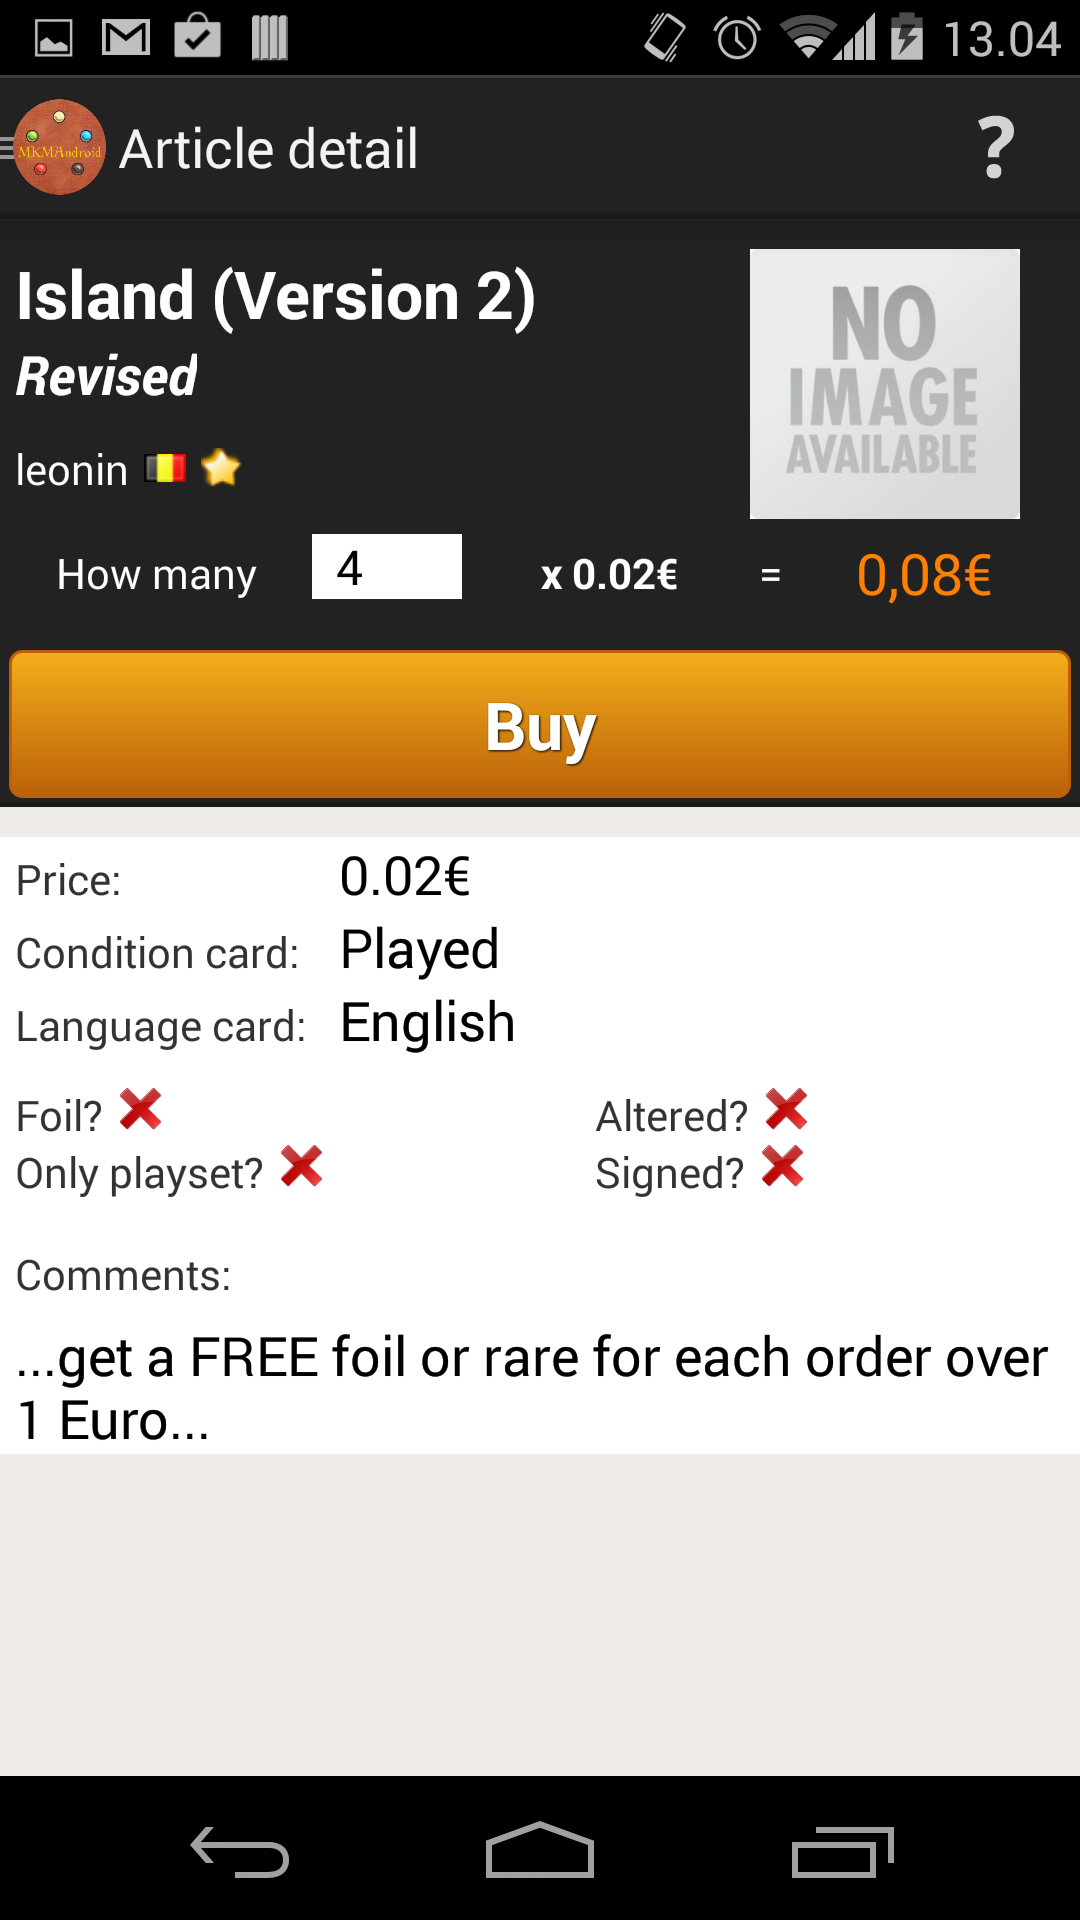 13.04
MKMAndroid
Article detail
?
Island (Version 2)
Revised
NO
IMAGE
AVAILABLE
leonin
How many 4 x 0.02€ = 0,08€
Buy
Price: 0.02€
Condition card: Played
Language card: English
Foil? Altered?
Only playset? Signed?
Comments:
...get a FREE foil or rare for each order over
1 Euro...